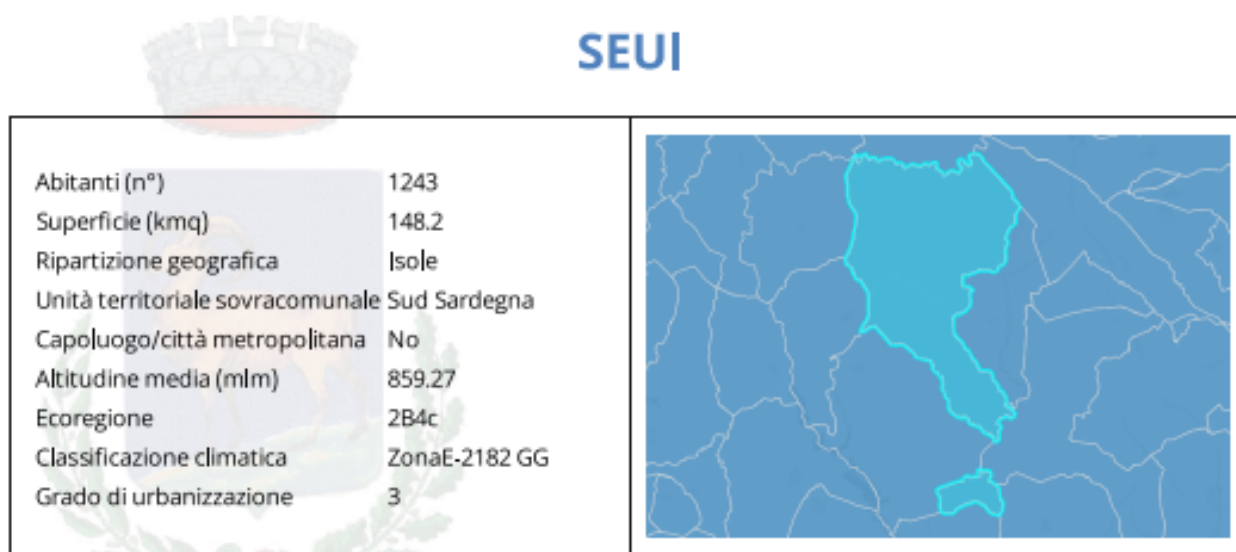 SEUI
Abitanti (n°) 1243
Superficie (kmq) 148.2
Ripartizione geografica Isole
Unità territoriale sovracomunale Sud Sardegna
Capoluogo/città metropolitana No
Altitudine media (mlm) 859.27
Ecoregione 2B4c
Classificazione climatica ZonaE-2182 GG
Grado di urbanizzazione 3